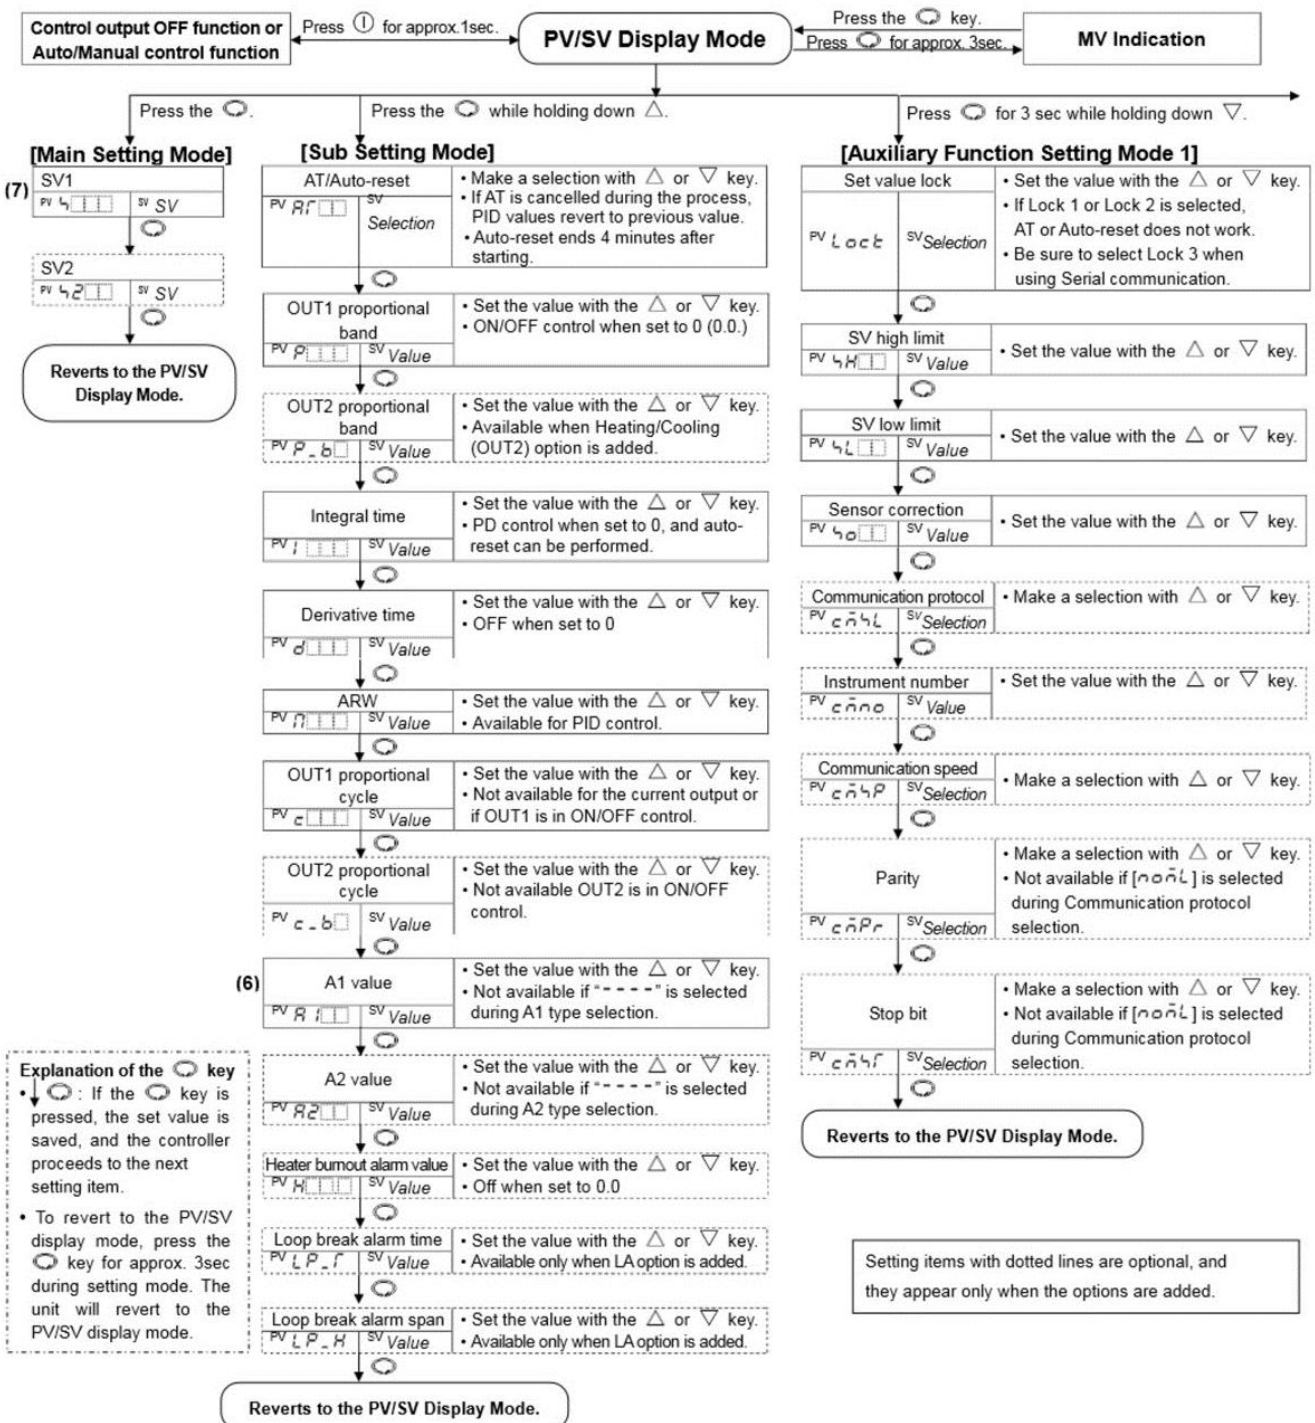 Control output OFF function or
Auto/Manual control function
Press for approx.1sec.
PV/SV Display Mode
Press the key.
Press for approx. 3sec.
MV Indication
Press the .
Press the while holding down △.
Press for 3 sec while holding down ▽.
[Main Setting Mode]
(7)
SV1
PV SV SV
SV2
PV SV SV
Reverts to the PV/SV
Display Mode.
[Sub Setting Mode]
AT/Auto-reset
PV AT SV
Selection
• Make a selection with △ or ▽ key.
• If AT is cancelled during the process,
PID values revert to previous value.
• Auto-reset ends 4 minutes after
starting.
OUT1 proportional
band
PV P SV Value
• Set the value with the △ or ▽ key.
• ON/OFF control when set to 0 (0.0.)
OUT2 proportional
band
PV P_b SV Value
• Set the value with the △ or ▽ key.
• Available when Heating/Cooling
(OUT2) option is added.
Integral time
PV I SV Value
• Set the value with the △ or ▽ key.
• PD control when set to 0, and auto-
reset can be performed.
Derivative time
PV d SV Value
• Set the value with the △ or ▽ key.
• OFF when set to 0
ARW
PV SV Value
• Set the value with the △ or ▽ key.
• Available for PID control.
OUT1 proportional
cycle
PV c SV Value
• Set the value with the △ or ▽ key.
• Not available for the current output or
if OUT1 is in ON/OFF control.
OUT2 proportional
cycle
PV c_b SV Value
• Set the value with the △ or ▽ key.
• Not available OUT2 is in ON/OFF
control.
(6)
A1 value
PV A1 SV Value
• Set the value with the △ or ▽ key.
• Not available if "- - - -" is selected
during A1 type selection.
A2 value
PV A2 SV Value
• Set the value with the △ or ▽ key.
• Not available if "- - - -" is selected
during A2 type selection.
Heater burnout alarm value
PV H SV Value
• Set the value with the △ or ▽ key.
• Off when set to 0.0
Loop break alarm time
PV LP_T SV Value
• Set the value with the △ or ▽ key.
• Available only when LA option is added.
Loop break alarm span
PV LP_H SV Value
• Set the value with the △ or ▽ key.
• Available only when LA option is added.
Reverts to the PV/SV Display Mode.
[Auxiliary Function Setting Mode 1]
Set value lock
PV Lock SV Selection
• Set the value with the △ or ▽ key.
• If Lock 1 or Lock 2 is selected,
AT or Auto-reset does not work.
• Be sure to select Lock 3 when
using Serial communication.
SV high limit
PV SV Value
• Set the value with the △ or ▽ key.
SV low limit
PV SV Value
• Set the value with the △ or ▽ key.
Sensor correction
PV SV Value
• Set the value with the △ or ▽ key.
Communication protocol
PV SV Selection
• Make a selection with △ or ▽ key.
Instrument number
PV SV Value
• Set the value with the △ or ▽ key.
Communication speed
PV SV Selection
• Make a selection with △ or ▽ key.
Parity
PV SV Selection
• Make a selection with △ or ▽ key.
• Not available if [ ] is selected
during Communication protocol
selection.
Stop bit
PV SV Selection
• Make a selection with △ or ▽ key.
• Not available if [ ] is selected
during Communication protocol
selection.
Reverts to the PV/SV Display Mode.
Explanation of the key
• : If the key is
pressed, the set value is
saved, and the controller
proceeds to the next
setting item.
• To revert to the PV/SV
display mode, press the
key for approx. 3sec
during setting mode. The
unit will revert to the
PV/SV display mode.
Setting items with dotted lines are optional, and
they appear only when the options are added.